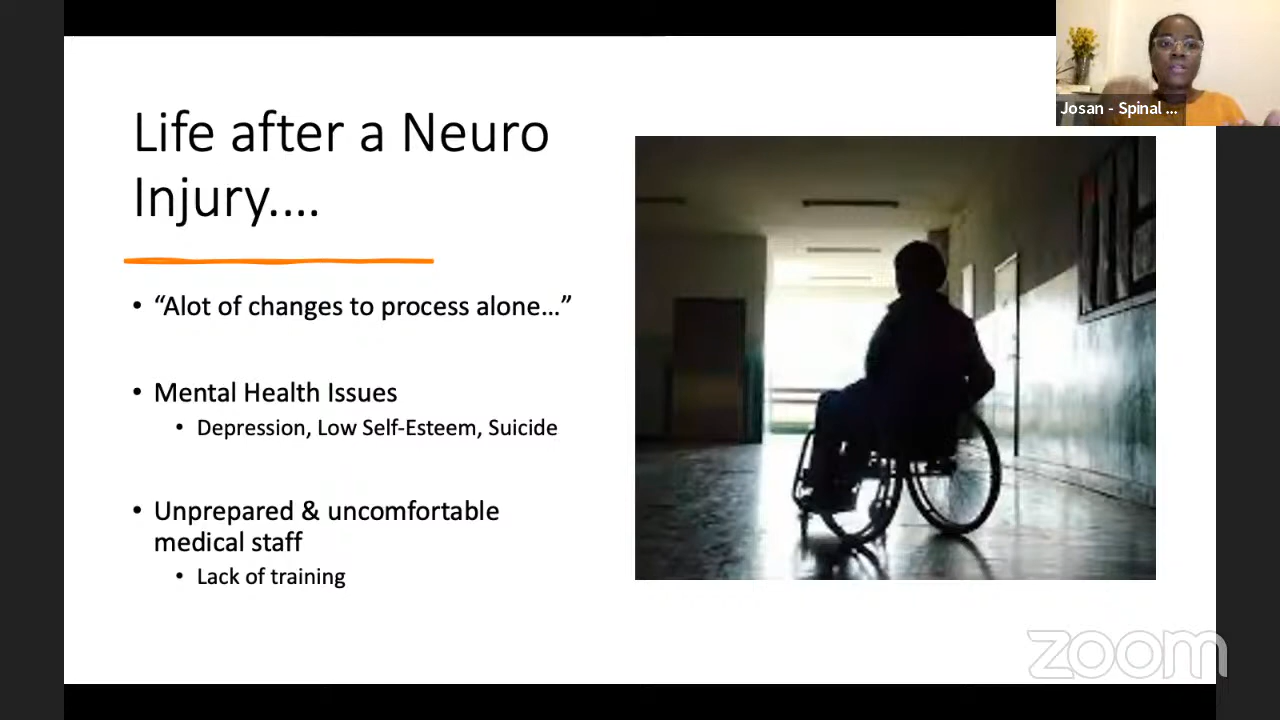 Josan - Spinal ...
Life after a Neuro
Injury....
• “Alot of changes to process alone...”
• Mental Health Issues
• Depression, Low Self-Esteem, Suicide
• Unprepared & uncomfortable
medical staff
• Lack of training
zoom